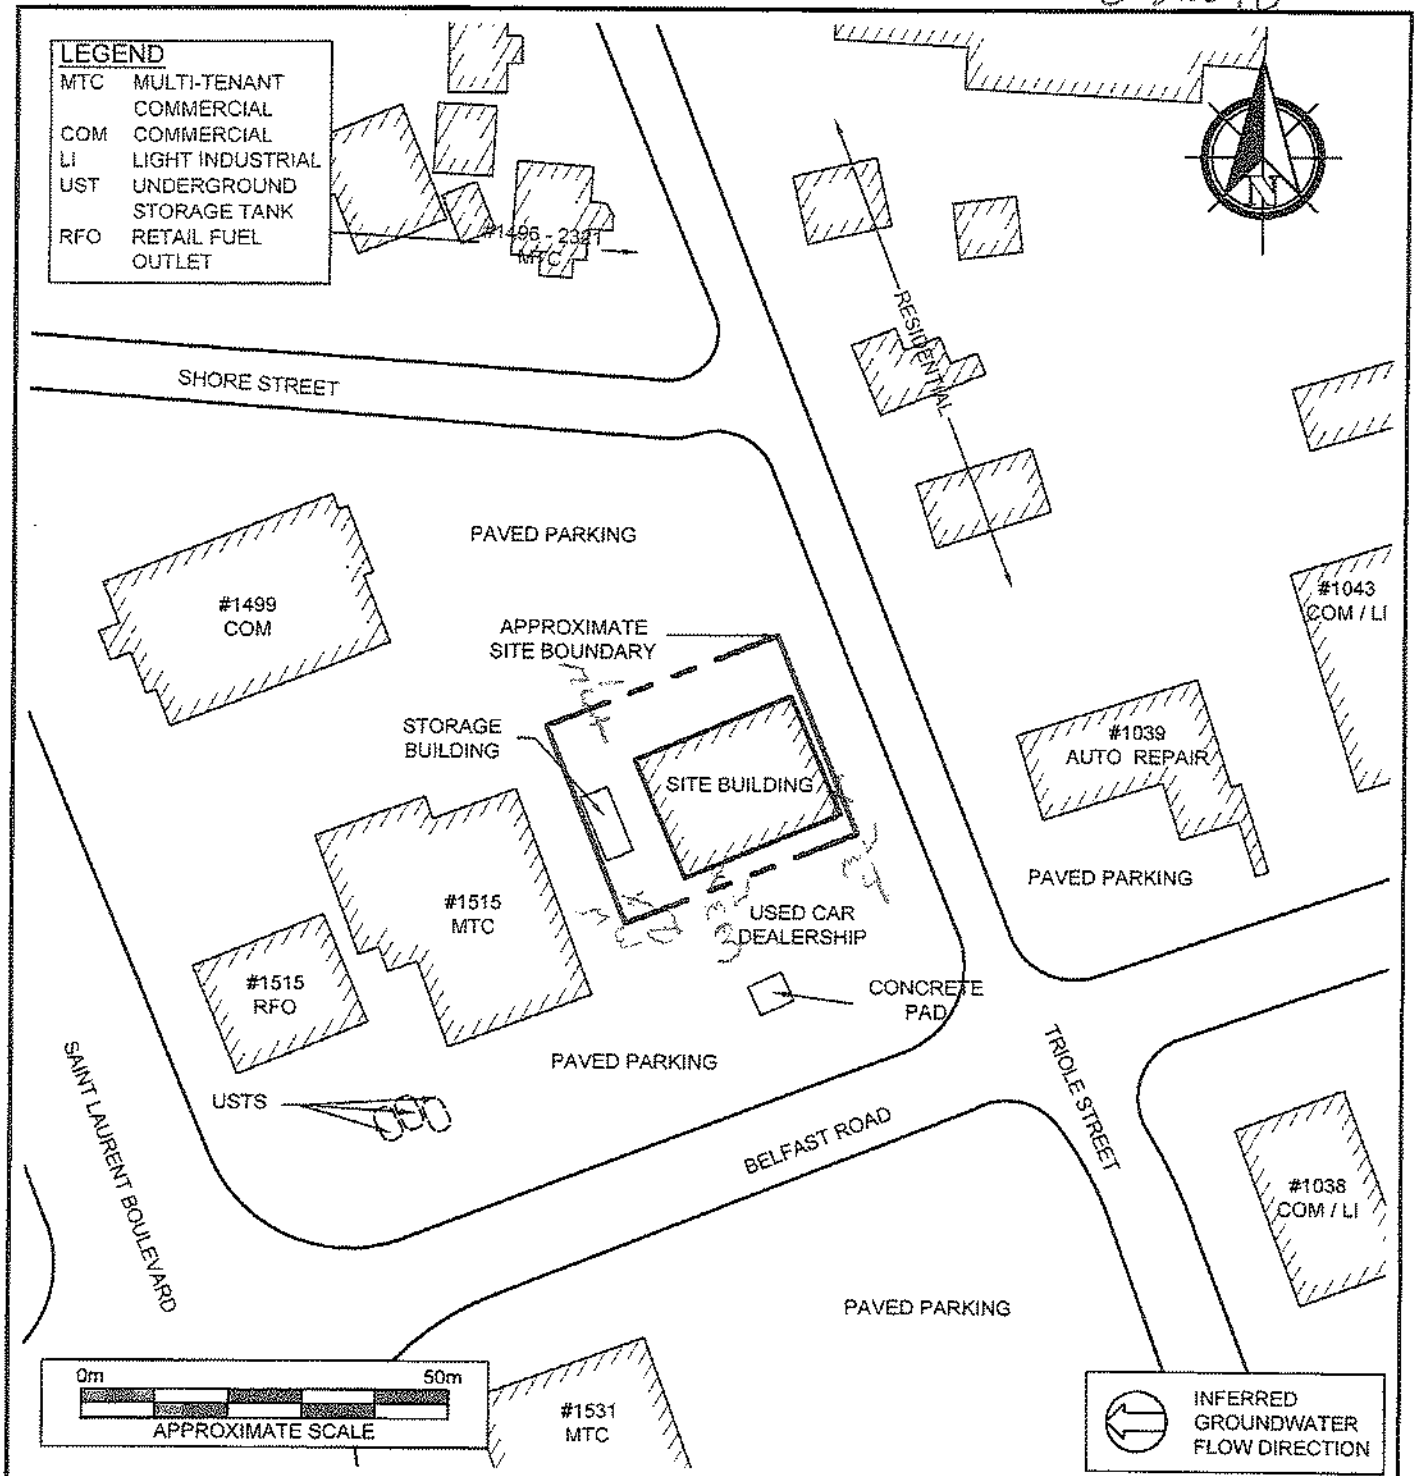 LEGEND
MTC MULTI-TENANT
COMMERCIAL
COM COMMERCIAL
LI LIGHT INDUSTRIAL
UST UNDERGROUND
STORAGE TANK
RFO RETAIL FUEL
OUTLET
#1496 - 2321
MTC
N
RESIDENTIAL
SHORE STREET
PAVED PARKING
#1499
COM
#1043
COM / LI
APPROXIMATE
SITE BOUNDARY
STORAGE
BUILDING
#1039
AUTO REPAIR
SITE BUILDING
PAVED PARKING
#1515
MTC
USED CAR
DEALERSHIP
#1515
RFO
CONCRETE
PAD
PAVED PARKING
TRIOLE STREET
SAINT LAURENT BOULEVARD
USTS
BELFAST ROAD
#1038
COM / LI
PAVED PARKING
0m 50m
APPROXIMATE SCALE
#1531
MTC
INFERRED
GROUNDWATER
FLOW DIRECTION